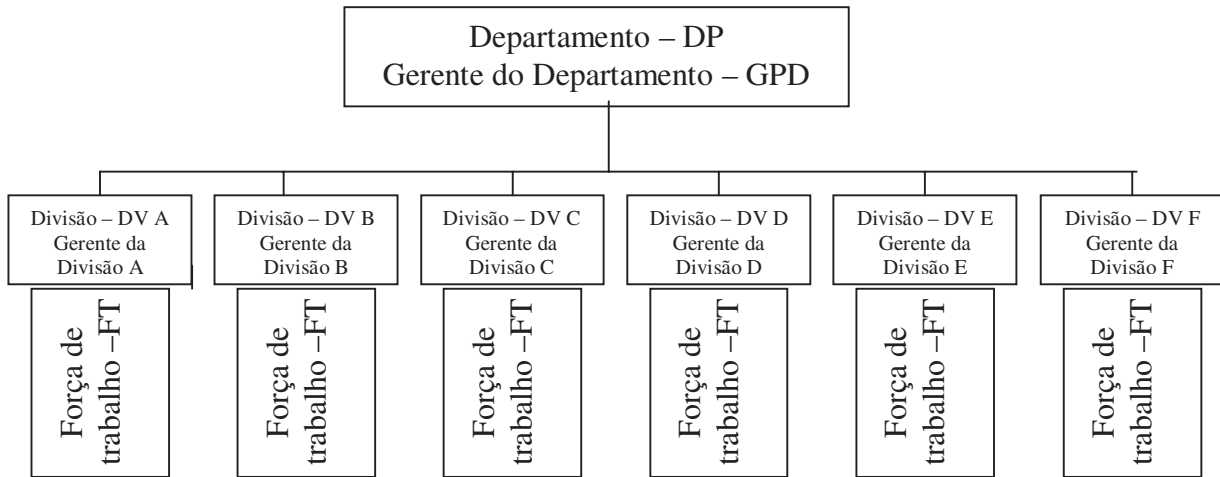 Departamento – DP
Gerente do Departamento – GPD
Divisão – DV A
Gerente da
Divisão A
Divisão – DV B
Gerente da
Divisão B
Divisão – DV C
Gerente da
Divisão C
Divisão – DV D
Gerente da
Divisão D
Divisão – DV E
Gerente da
Divisão E
Divisão – DV F
Gerente da
Divisão F
Força de
trabalho –FT
Força de
trabalho –FT
Força de
trabalho –FT
Força de
trabalho –FT
Força de
trabalho –FT
Força de
trabalho –FT